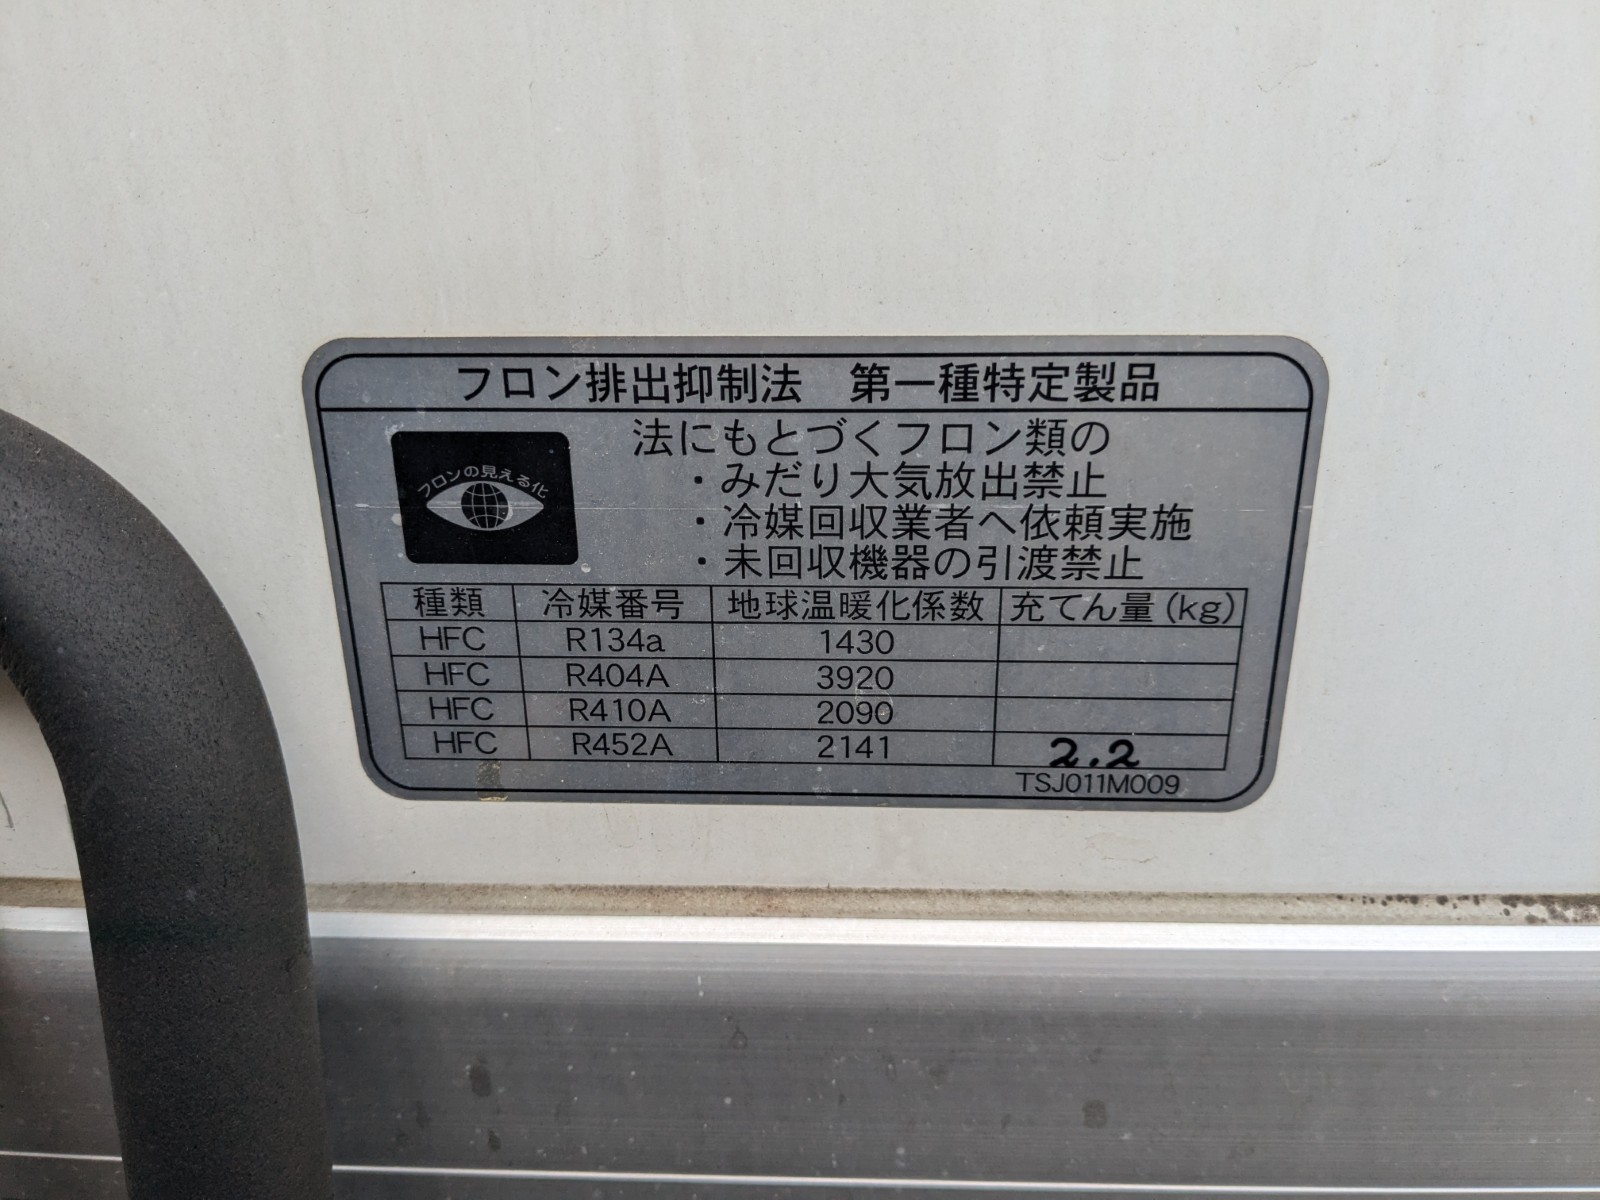 フロン排出抑制法　第一種特定製品
フロンの見える化
法にもとづくフロン類の
・みだり大気放出禁止
・冷媒回収業者へ依頼実施
・未回収機器の引渡禁止
種類 冷媒番号 地球温暖化係数 充てん量(kg)
HFC R134a 1430
HFC R404A 3920
HFC R410A 2090
HFC R452A 2141 2.2
TSJ011M009